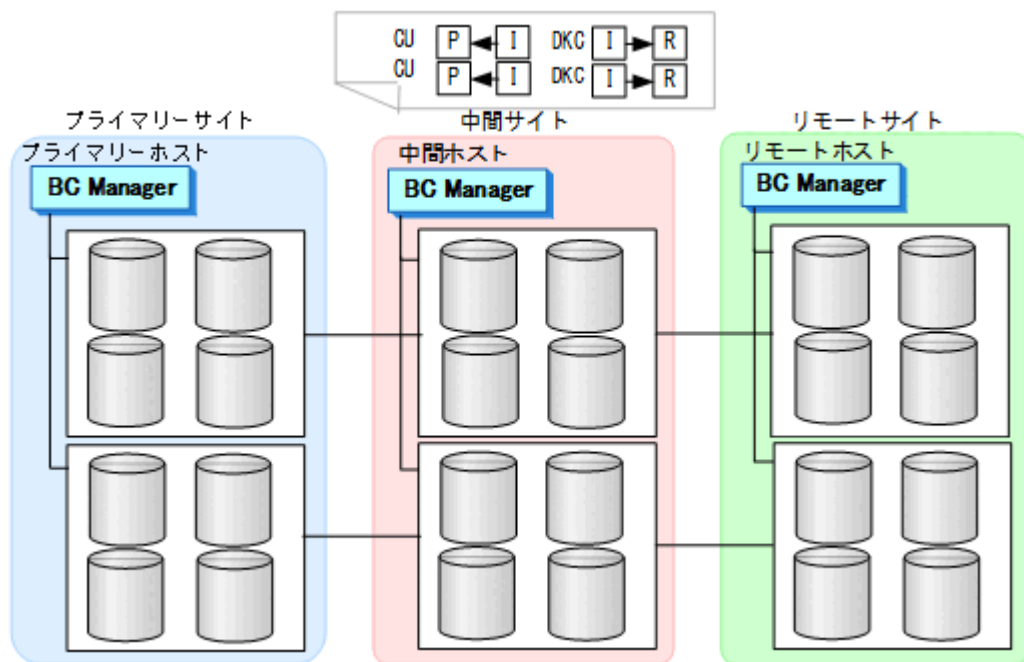 CU P I DKC I R
CU P I DKC I R
プライマリーサイト 中間サイト リモートサイト
プライマリーホスト 中間ホスト リモートホスト
BC Manager BC Manager BC Manager